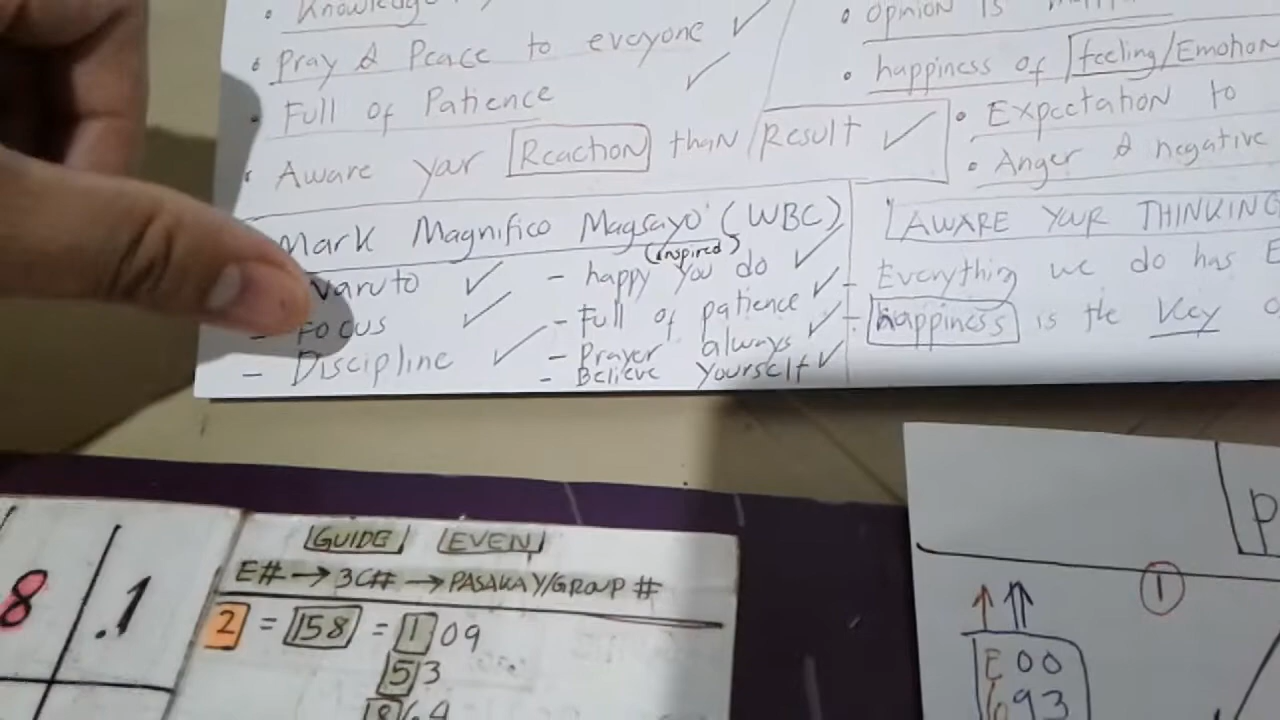 Knowledge
• Pray & Peace to everyone ✓
• Full of Patience ✓
• Aware your Reaction than Result ✓
Mark Magnifico Magsayo (WBC)
(inspired)
Naruto ✓
- Focus ✓
- Discipline ✓
- happy you do ✓
- Full of patience ✓
- Prayer always ✓
- Believe yourself ✓
• opinion is
• happiness of feeling/Emotion
• Expectation to
• Anger & negative
AWARE YOUR THINKING
- Everything we do has E
- happiness is the Key
8 .1
GUIDE EVEN
E# → 3C# → PASAKAY/GROUP #
2 = 158 = 109
53
864
P
1
E00
693